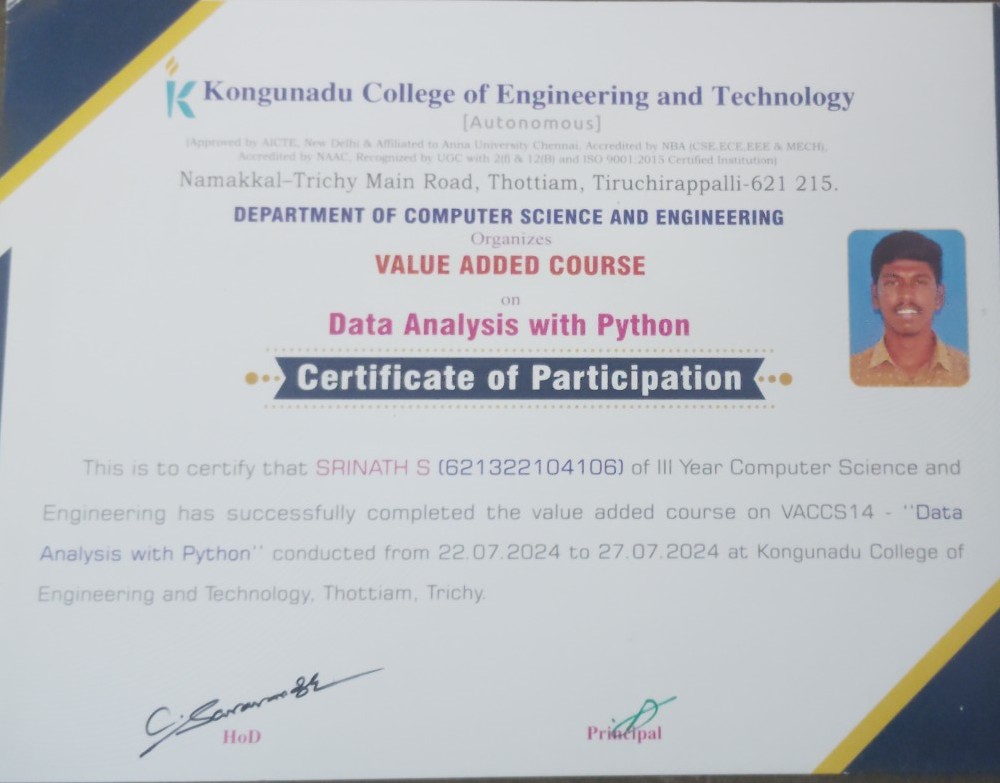 Kongunadu College of Engineering and Technology
[Autonomous]
(Approved by AICTE, New Delhi & Affiliated to Anna University Chennai, Accredited by NBA (CSE,ECE,EEE & MECH),
Accredited by NAAC, Recognized by UGC with 2(f) & 12(B) and ISO 9001:2015 Certified Institution)
Namakkal-Trichy Main Road, Thottiam, Tiruchirappalli-621 215.
DEPARTMENT OF COMPUTER SCIENCE AND ENGINEERING
Organizes
VALUE ADDED COURSE
on
Data Analysis with Python
Certificate of Participation
This is to certify that SRINATH S (621322104106) of III Year Computer Science and
Engineering has successfully completed the value added course on VACCS14 - "Data
Analysis with Python" conducted from 22.07.2024 to 27.07.2024 at Kongunadu College of
Engineering and Technology, Thottiam, Trichy.
HoD
Principal